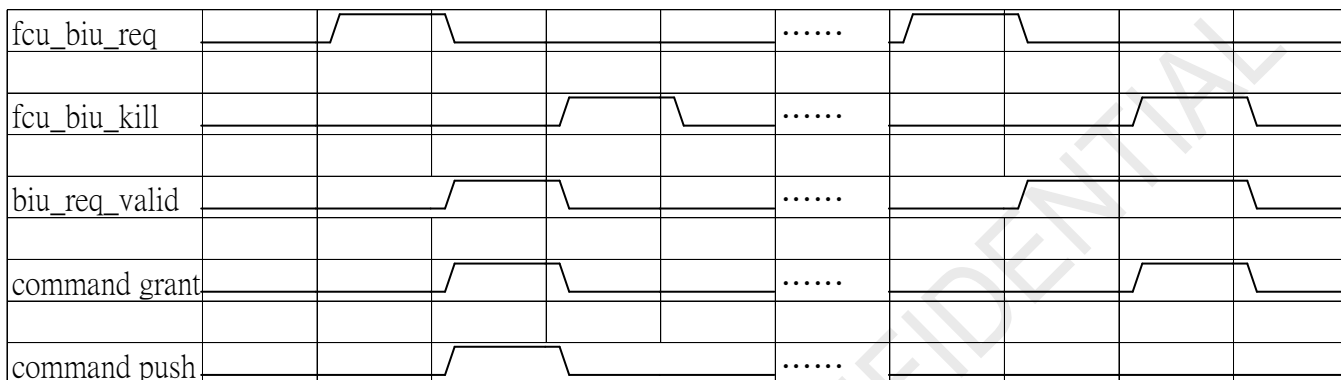 fcu_biu_req ......
fcu_biu_kill ......
biu_req_valid ......
command grant ......
command push ......